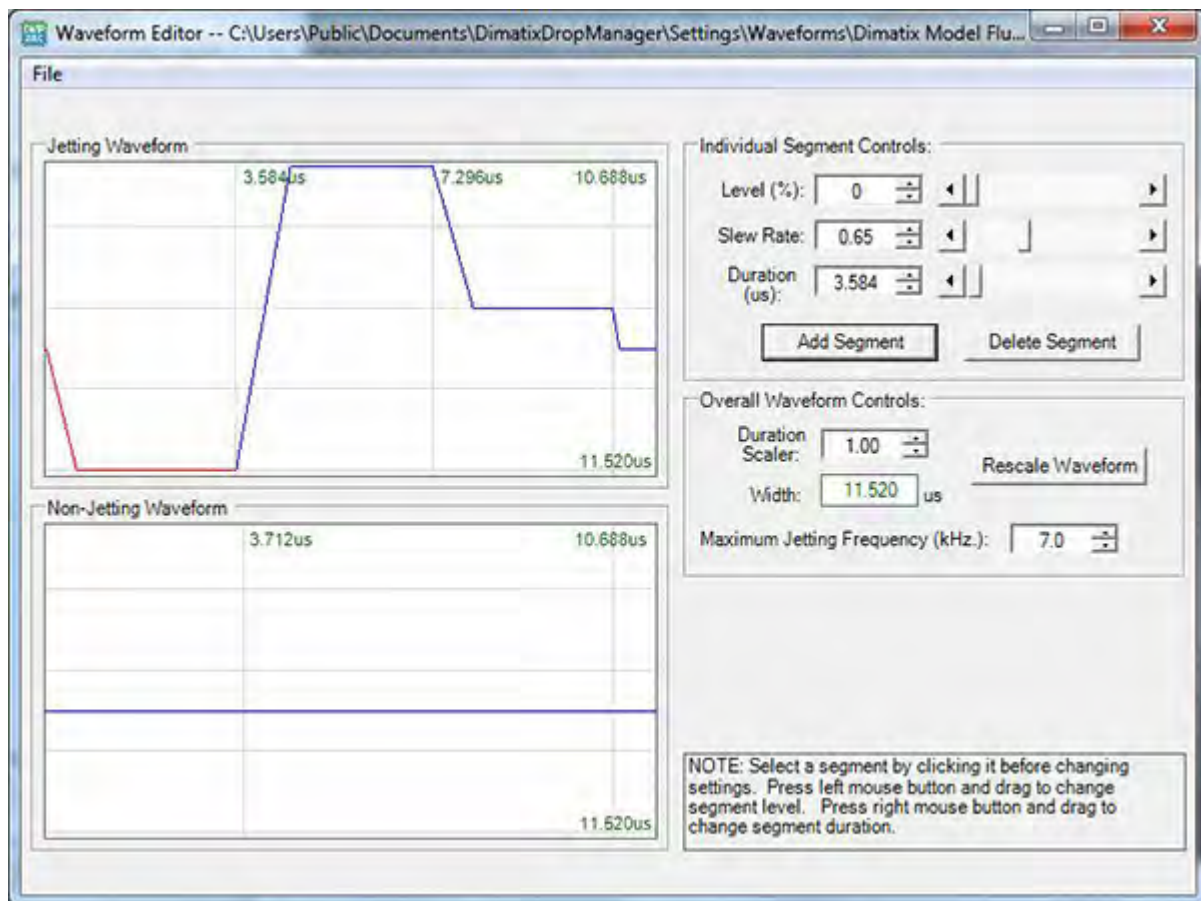 Waveform Editor -- C:\Users\Public\Documents\DimatixDropManager\Settings\Waveforms\Dimatix Model Flu...
File
Jetting Waveform
3.584us
7.296us
10.688us
11.520us
Non-Jetting Waveform
3.712us
10.688us
11.520us
Individual Segment Controls:
Level (%): 0
Slew Rate: 0.65
Duration
(us): 3.584
Add Segment
Delete Segment
Overall Waveform Controls:
Duration
Scaler: 1.00
Rescale Waveform
Width: 11.520 us
Maximum Jetting Frequency (kHz.): 7.0
NOTE: Select a segment by clicking it before changing
settings. Press left mouse button and drag to change
segment level. Press right mouse button and drag to
change segment duration.